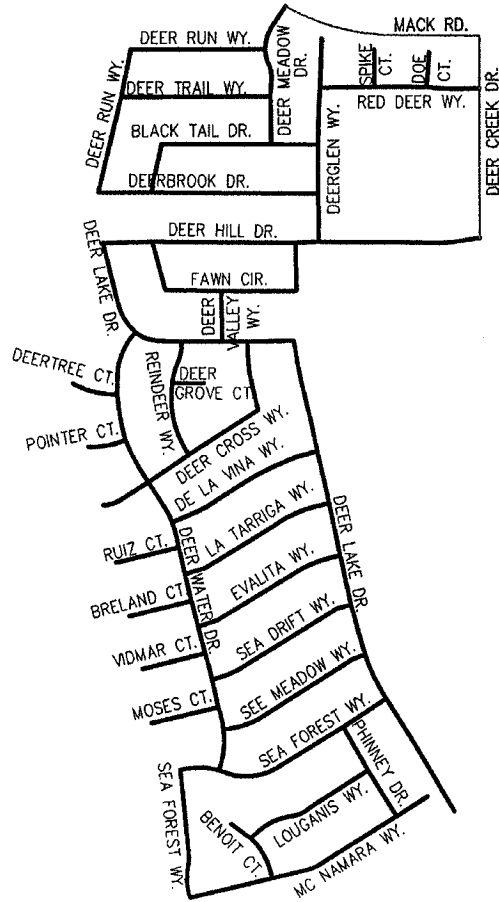 DEER RUN WY.
MACK RD.
DEER RUN WY.
DEER TRAIL WY.
DEER MEADOW
DR.
SPIKE
CT.
DOE
CT.
RED DEER WY.
DEER CREEK DR.
BLACK TAIL DR.
DEERGLEN WY.
DEERBROOK DR.
DEER HILL DR.
DEER LAKE DR.
FAWN CIR.
DEER
VALLEY
WY.
DEERTREE CT.
REINDEER WY.
DEER
GROVE CT.
POINTER CT.
DEER CROSS WY.
DE LA VINA WY.
RUIZ CT.
DEER WATER DR.
LA TARRIGA WY.
DEER LAKE DR.
BRELAND CT.
EVALITA WY.
VIDMAR CT.
SEA DRIFT WY.
MOSES CT.
SEE MEADOW WY.
SEA FOREST WY.
SEA FOREST WY.
PHINNEY DR.
BENOIT CT.
LOUGANIS WY.
MC NAMARA WY.